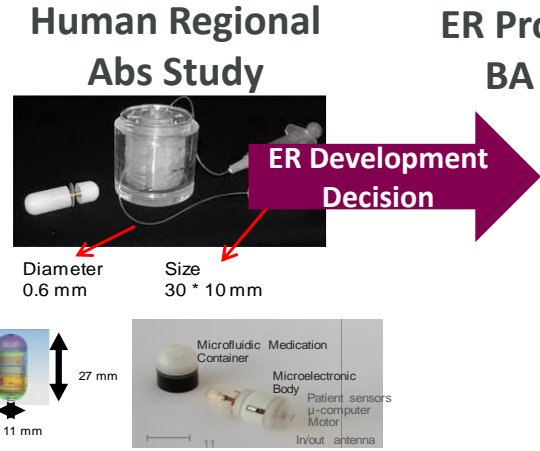 Human Regional
Abs Study
ER Pro
BA
ER Development
Decision
Diameter
0.6 mm
Size
30 * 10 mm
27 mm
11 mm
Microfluidic Medication
Container
Microelectronic
Body
Patient sensors
µ-computer
Motor
In/out antenna
11